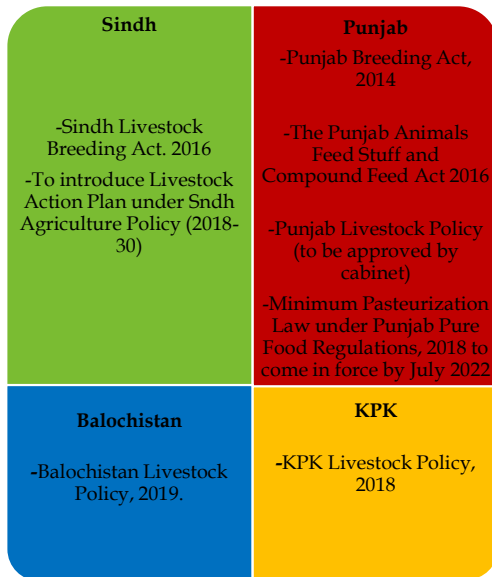 Sindh
-Sindh Livestock
Breeding Act. 2016
-To introduce Livestock
Action Plan under Sndh
Agriculture Policy (2018-
30)
Punjab
-Punjab Breeding Act,
2014
-The Punjab Animals
Feed Stuff and
Compound Feed Act 2016
-Punjab Livestock Policy
(to be approved by
cabinet)
-Minimum Pasteurization
Law under Punjab Pure
Food Regulations, 2018 to
come in force by July 2022
Balochistan
-Balochistan Livestock
Policy, 2019.
KPK
-KPK Livestock Policy,
2018